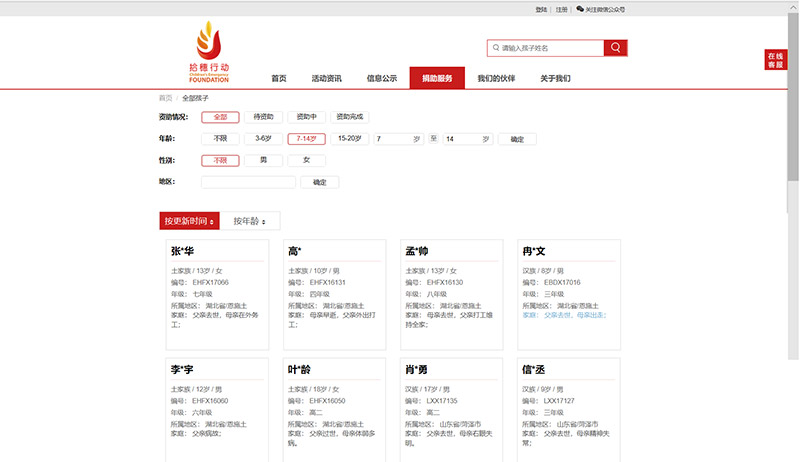 登陆 | 注册 | 关注微信公众号
拾穗行动
Children's Emergency
FOUNDATION
请输入孩子姓名
在线
客服
首页 活动资讯 信息公示 捐助服务 我们的伙伴 关于我们
首页 / 全部孩子
资助情况： 全部 待资助 资助中 资助完成
年龄： 不限 3-6岁 7-14岁 15-20岁 7 岁 至 14 岁 确定
性别： 不限 男 女
地区： 确定
按更新时间 按年龄
张*华 高* 孟*帅 冉*文
土家族 / 13岁 / 女 土家族 / 10岁 / 男 土家族 / 13岁 / 女 汉族 / 8岁 / 男
编号： EHFX17066 编号： EHFX16131 编号： EHFX16130 编号： EBDX17016
年级： 七年级 年级： 四年级 年级： 八年级 年级： 三年级
所属地区： 湖北省/恩施土 所属地区： 湖北省/恩施土 所属地区： 湖北省/恩施土 所属地区： 湖北省/恩施土
家庭： 父亲去世，母亲在外务 家庭： 母亲早逝，父亲外出打 家庭： 母亲去世，父亲打工维 家庭： 父亲去世，母亲出走；
工； 工； 持全家；
李*宇 叶*龄 肖*勇 信*丞
土家族 / 12岁 / 男 土家族 / 18岁 / 女 汉族 / 17岁 / 男 汉族 / 9岁 / 男
编号： EHFX16060 编号： EHFX16050 编号： LXX17135 编号： LXX17127
年级： 六年级 年级： 高二 年级： 高二 年级： 三年级
所属地区： 湖北省/恩施土 所属地区： 湖北省/恩施土 所属地区： 山东省/菏泽市 所属地区： 山东省/菏泽市
家庭： 父亲病故； 家庭： 父亲过世，母亲体弱多 家庭： 父亲去世，母亲右眼失 家庭： 父亲去世，母亲精神失
病。 明。 常；